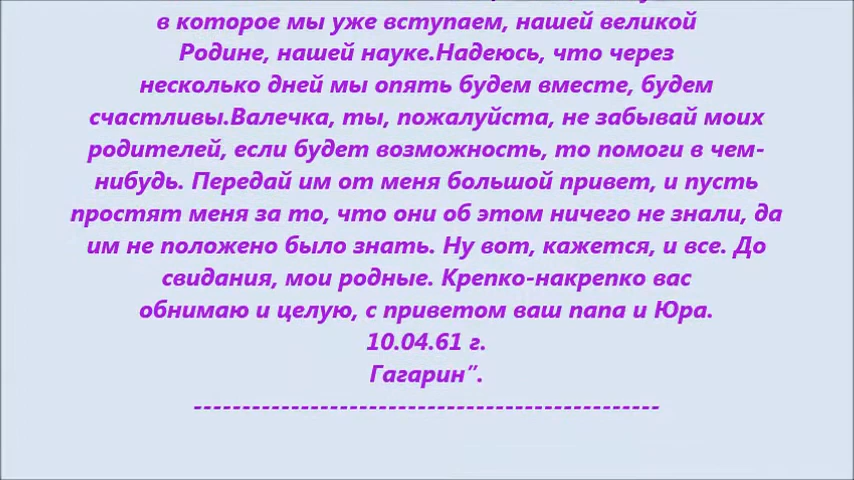 в которое мы уже вступаем, нашей великой
Родине, нашей науке.Надеюсь, что через
несколько дней мы опять будем вместе, будем
счастливы.Валечка, ты, пожалуйста, не забывай моих
родителей, если будет возможность, то помоги в чем-
нибудь. Передай им от меня большой привет, и пусть
простят меня за то, что они об этом ничего не знали, да
им не положено было знать. Ну вот, кажется, и все. До
свидания, мои родные. Крепко-накрепко вас
обнимаю и целую, с приветом ваш папа и Юра.
10.04.61 г.
Гагарин”.
------------------------------------------------